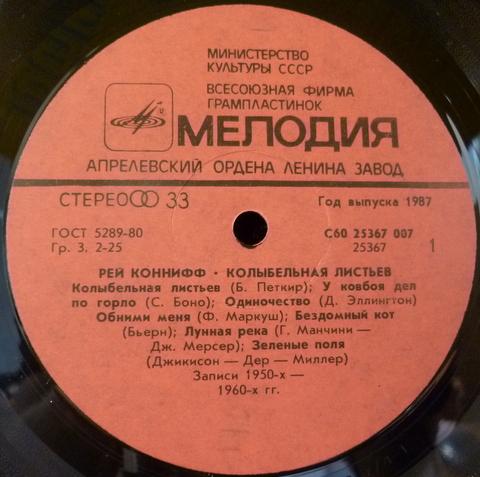 МИНИСТЕРСТВО
КУЛЬТУРЫ СССР
ВСЕСОЮЗНАЯ ФИРМА
ГРАМПЛАСТИНОК
МЕЛОДИЯ
АПРЕЛЕВСКИЙ ОРДЕНА ЛЕНИНА ЗАВОД
СТЕРЕО 33
Год выпуска 1987
ГОСТ 5289-80
С60 25367 007
Гр. 3. 2-25
25367
1
РЕЙ КОННИФФ · КОЛЫБЕЛЬНАЯ ЛИСТЬЕВ
Колыбельная листьев (Б. Петкир); У ковбоя дел
по горло (С. Боно); Одиночество (Д. Эллингтон)
Обними меня (Ф. Маркуш); Бездомный кот
(Бьерн); Лунная река (Г. Манчини —
Дж. Мерсер); Зеленые поля
(Джикисон — Дер — Миллер)
Записи 1950-х —
1960-х гг.